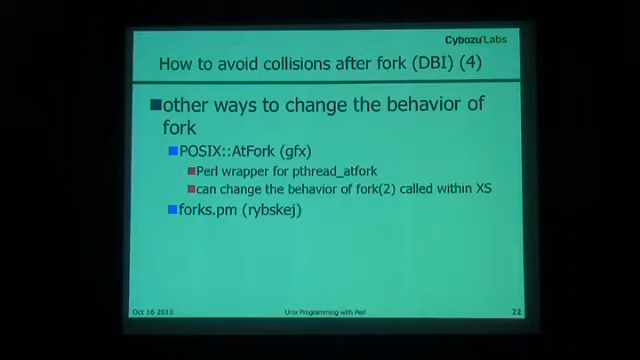 Cybozu Labs
How to avoid collisions after fork (DBI) (4)
other ways to change the behavior of
fork
POSIX::AtFork (gfx)
Perl wrapper for pthread_atfork
can change the behavior of fork(2) called within XS
forks.pm (rybskej)
Oct 16 2010
Unix Programming with Perl
22